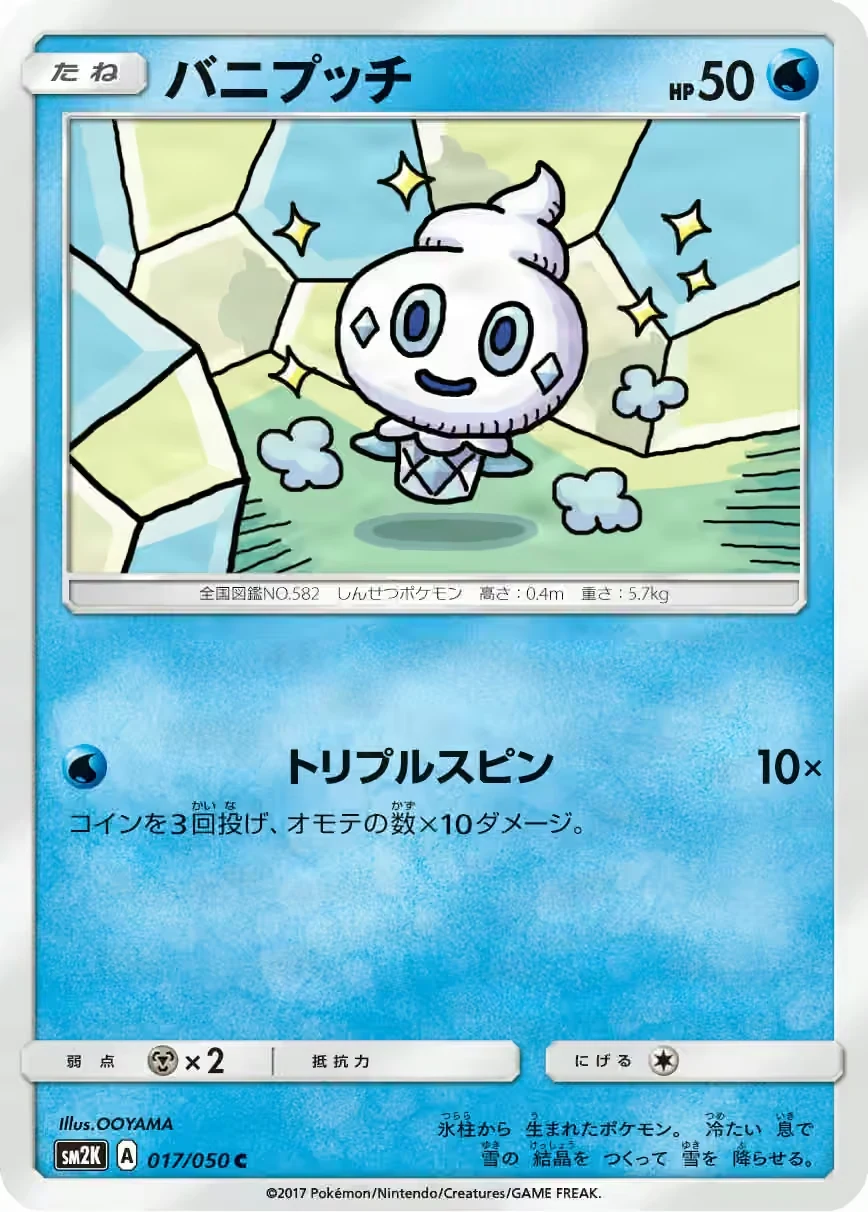 たね バニプッチ HP50
全国図鑑NO.582 しんせつポケモン 高さ:0.4m 重さ:5.7kg
トリプルスピン 10×
コインを3回投げ、オモテの数×10ダメージ。
弱点 ×2 抵抗力 にげる
Illus.OOYAMA
SM2K A 017/050 C
氷柱から 生まれたポケモン。 冷たい 息で
雪の 結晶を つくって 雪を 降らせる。
©2017 Pokémon/Nintendo/Creatures/GAME FREAK.